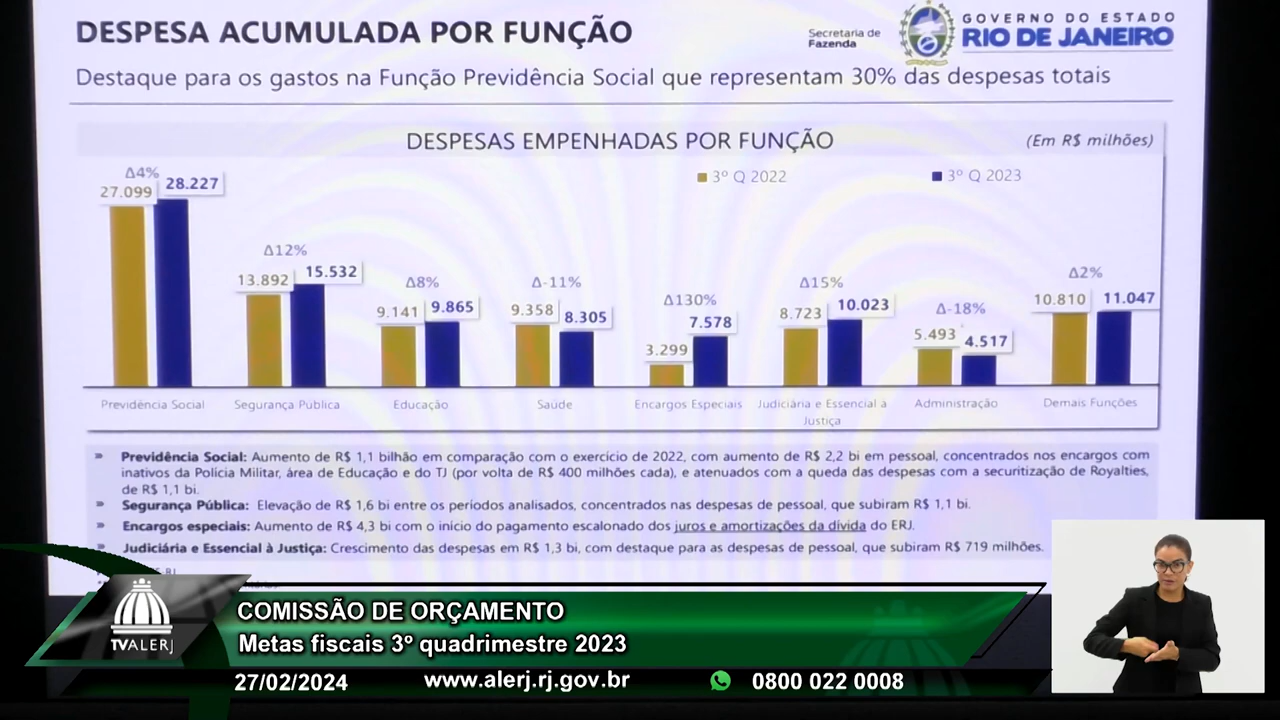 DESPESA ACUMULADA POR FUNÇÃO
Secretaria de
Fazenda
GOVERNO DO ESTADO
RIO DE JANEIRO
Destaque para os gastos na Função Previdência Social que representam 30% das despesas totais
DESPESAS EMPENHADAS POR FUNÇÃO
(Em R$ milhões)
3º Q 2022
3º Q 2023
Δ4%
27.099
28.227
Δ12%
13.892
15.532
Δ8%
9.141
9.865
Δ-11%
9.358
8.305
Δ130%
3.299
7.578
Δ15%
8.723
10.023
Δ-18%
5.493
4.517
Δ2%
10.810
11.047
Previdência Social
Segurança Pública
Educação
Saúde
Encargos Especiais
Judiciária e Essencial à
Justiça
Administração
Demais Funções
» Previdência Social: Aumento de R$ 1,1 bilhão em comparação com o exercício de 2022, com aumento de R$ 2,2 bi em pessoal, concentrados nos encargos com
inativos da Polícia Militar, área de Educação e do TJ (por volta de R$ 400 milhões cada), e atenuados com a queda das despesas com a securitização de Royalties,
de R$ 1,1 bi.
» Segurança Pública: Elevação de R$ 1,6 bi entre os períodos analisados, concentrados nas despesas de pessoal, que subiram R$ 1,1 bi.
» Encargos especiais: Aumento de R$ 4,3 bi com o início do pagamento escalonado dos juros e amortizações da dívida do ERJ.
» Judiciária e Essencial à Justiça: Crescimento das despesas em R$ 1,3 bi, com destaque para as despesas de pessoal, que subiram R$ 719 milhões.
TVALERJ
COMISSÃO DE ORÇAMENTO
Metas fiscais 3º quadrimestre 2023
27/02/2024
www.alerj.rj.gov.br
0800 022 0008